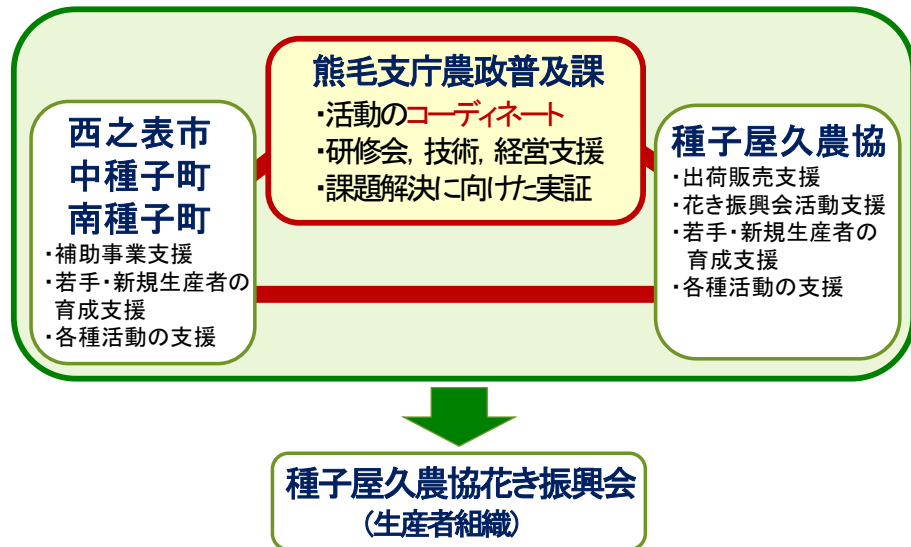 熊毛支庁農政普及課
・活動のコーディネート
・研修会, 技術, 経営支援
・課題解決に向けた実証
西之表市
中種子町
南種子町
・補助事業支援
・若手・新規生産者の
育成支援
・各種活動の支援
種子屋久農協
・出荷販売支援
・花き振興会活動支援
・若手・新規生産者の
育成支援
・各種活動の支援
種子屋久農協花き振興会
(生産者組織)